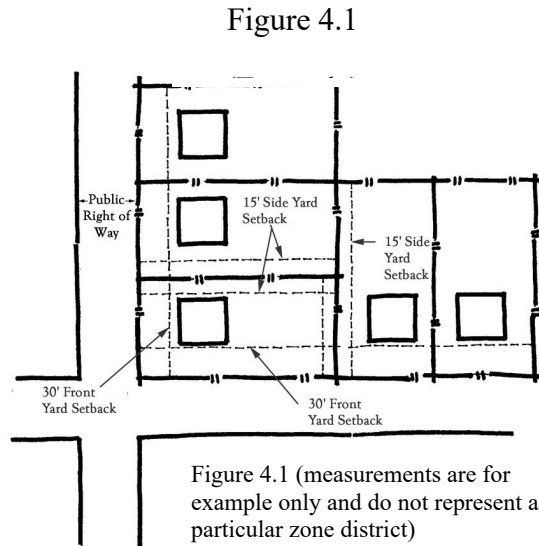 Figure 4.1
Public
Right of
Way
15' Side Yard
Setback
15' Side
Yard
Setback
30' Front
Yard Setback
30' Front
Yard Setback
Figure 4.1 (measurements are for
example only and do not represent a
particular zone district)